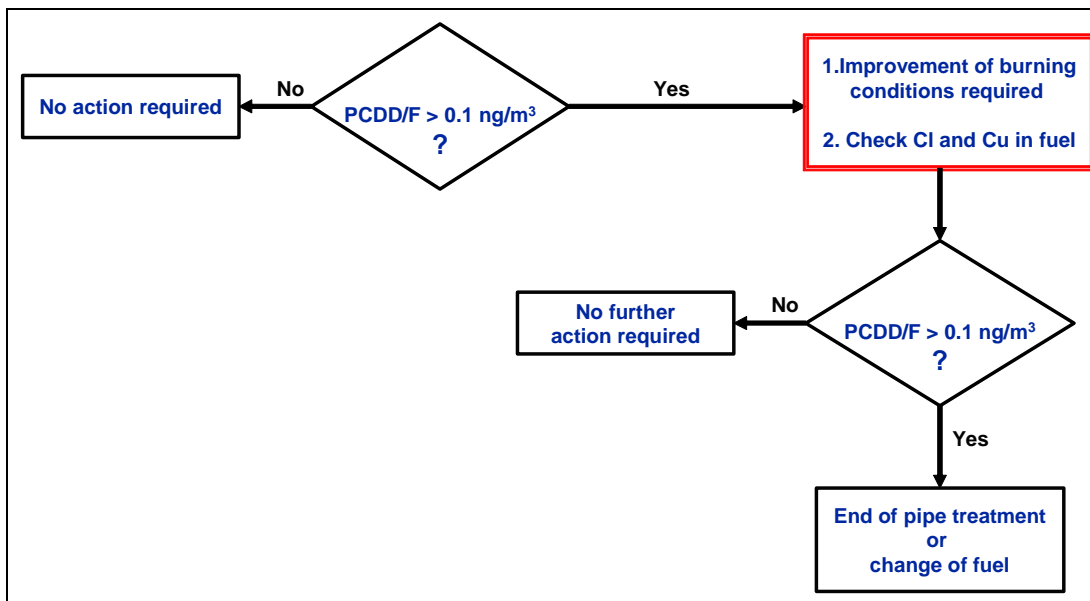 No action required
No
PCDD/F > 0.1 ng/m³
?
Yes
1.Improvement of burning
conditions required
2. Check Cl and Cu in fuel
No further
action required
No
PCDD/F > 0.1 ng/m³
?
Yes
End of pipe treatment
or
change of fuel